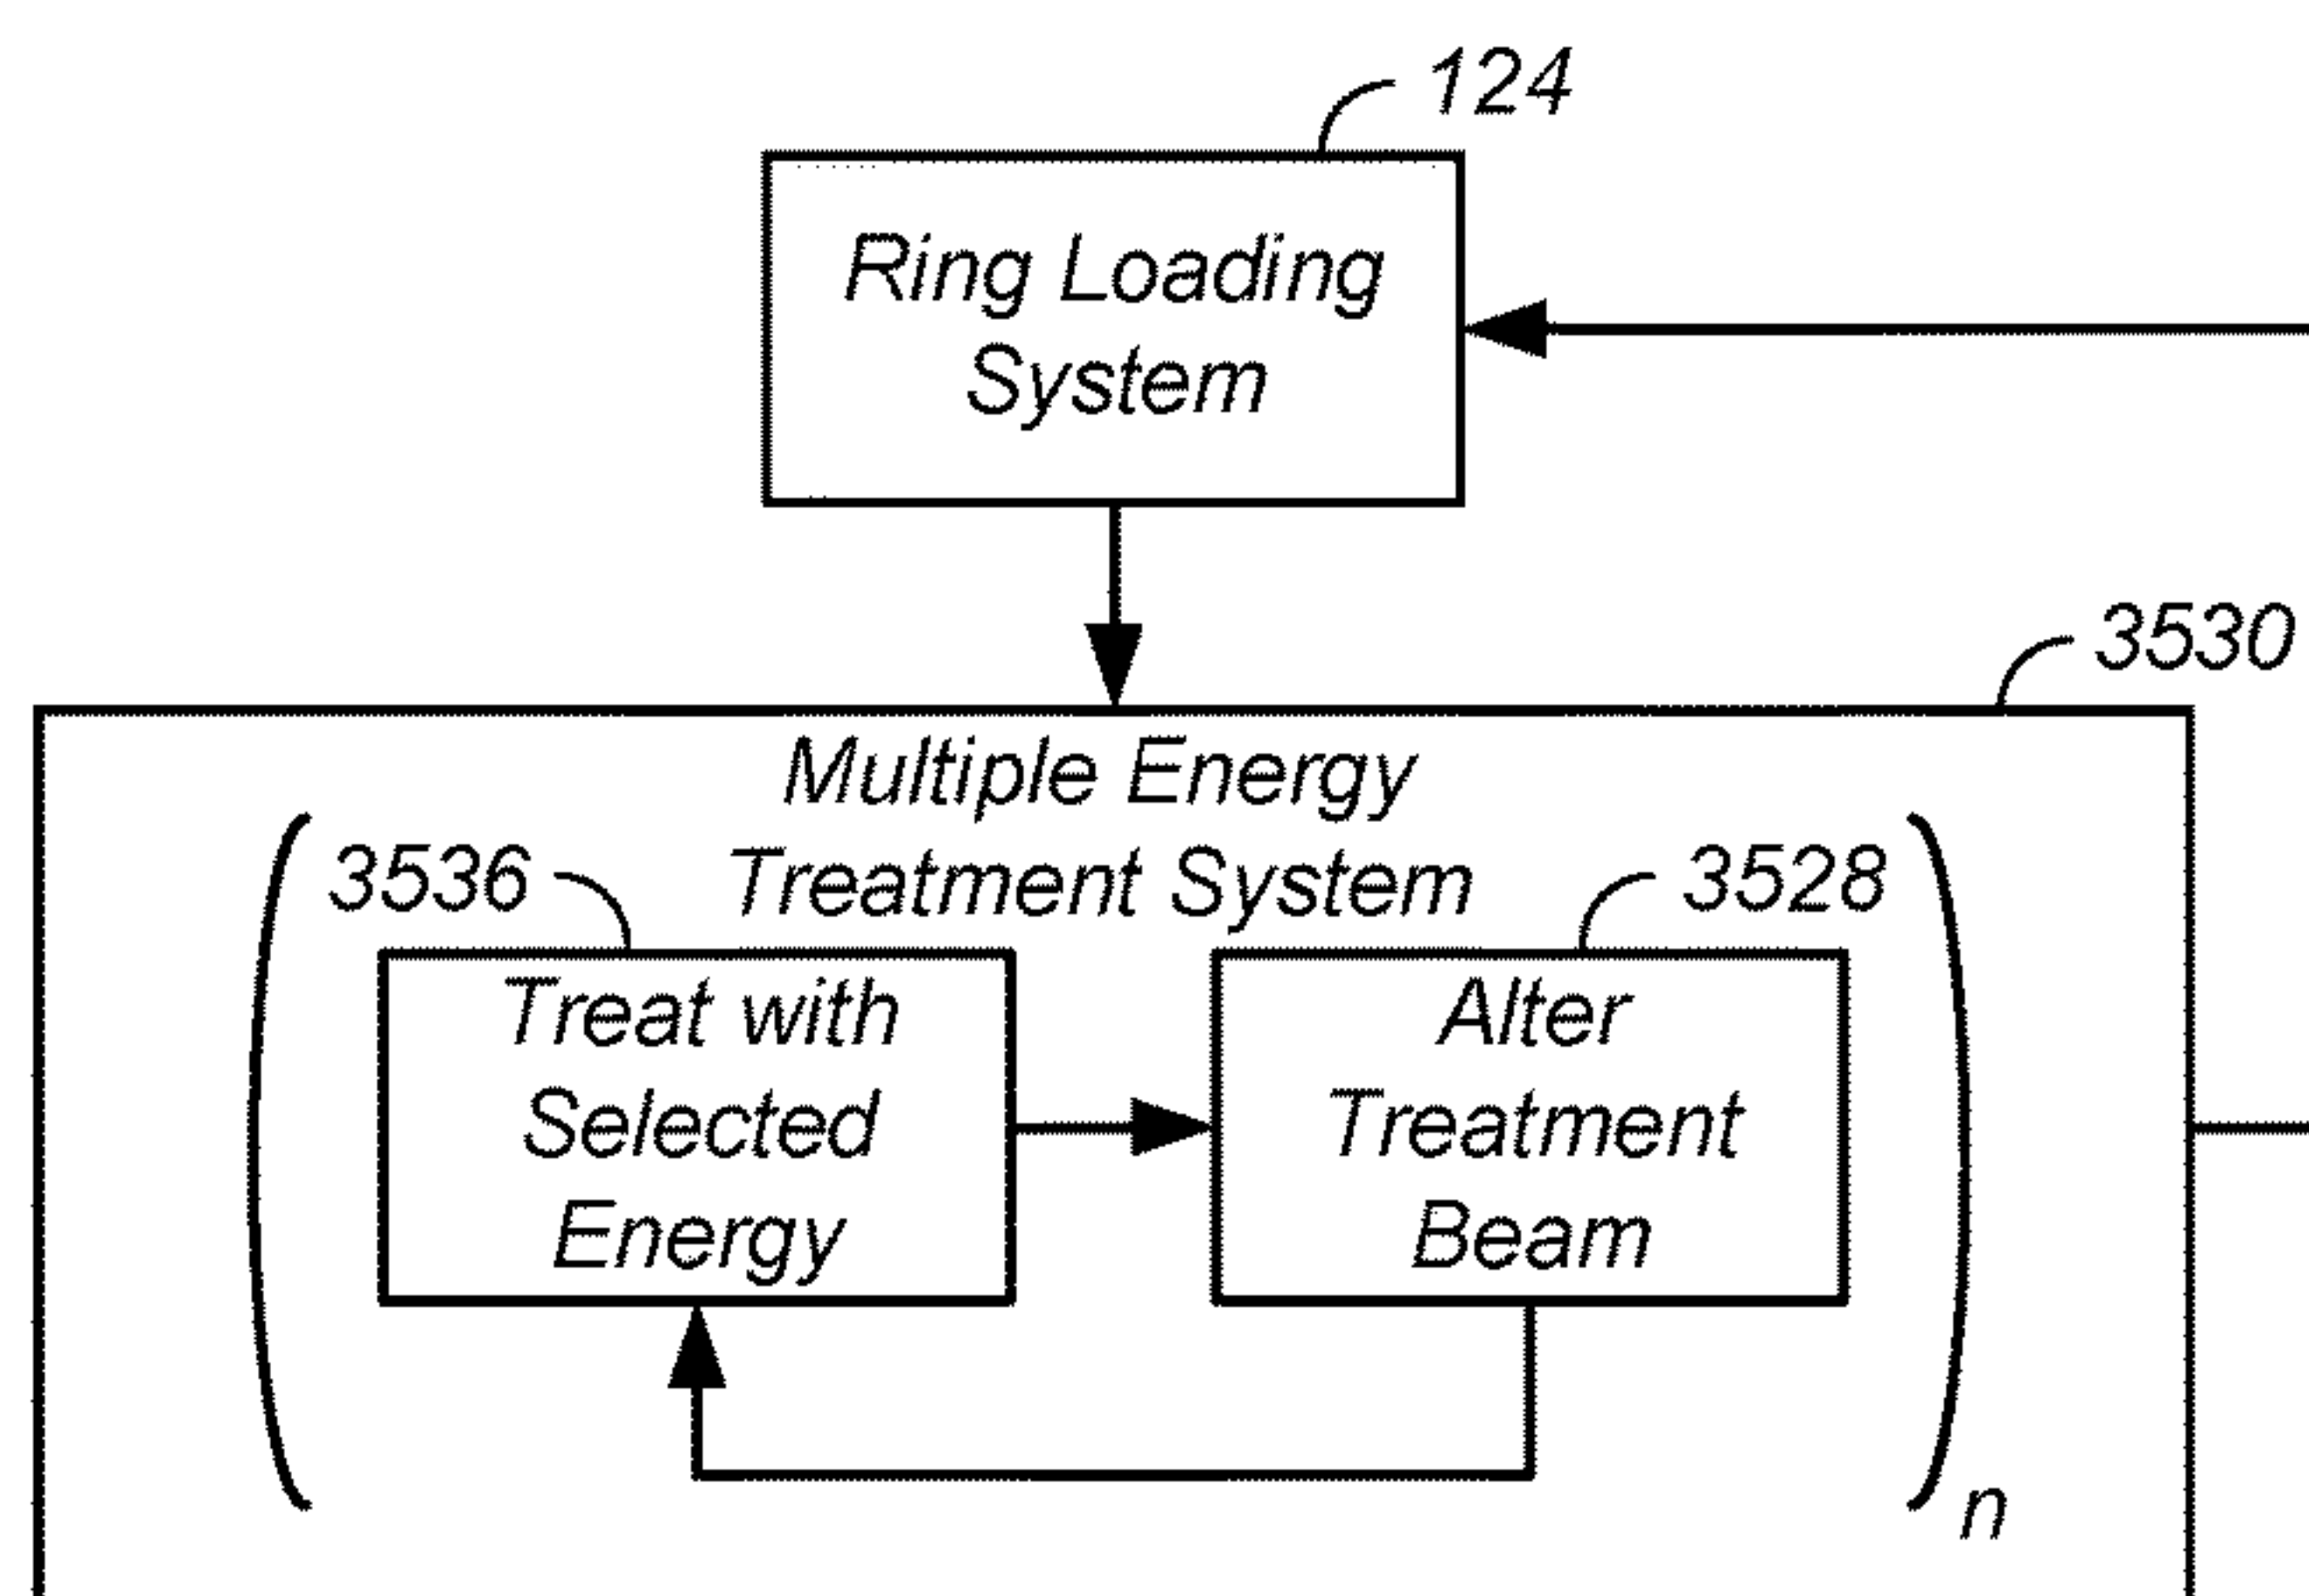 124
Ring Loading
System
3530
Multiple Energy
Treatment System
3536
3528
Treat with
Selected
Energy
Alter
Treatment
Beam
n